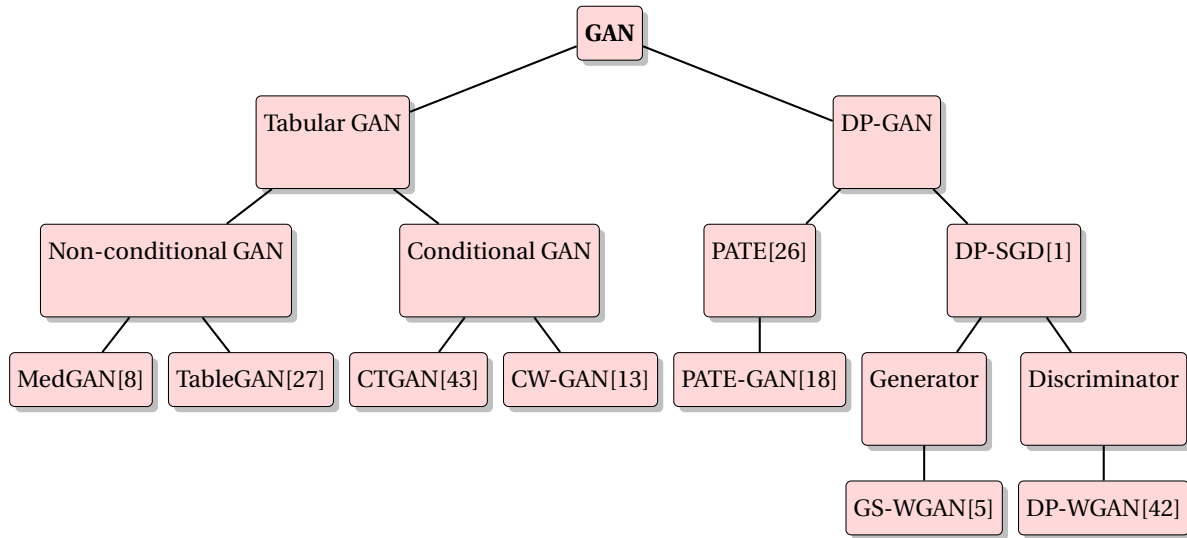 GAN
Tabular GAN
DP-GAN
Non-conditional GAN
Conditional GAN
PATE[26]
DP-SGD[1]
MedGAN[8]
TableGAN[27]
CTGAN[43]
CW-GAN[13]
PATE-GAN[18]
Generator
Discriminator
GS-WGAN[5]
DP-WGAN[42]